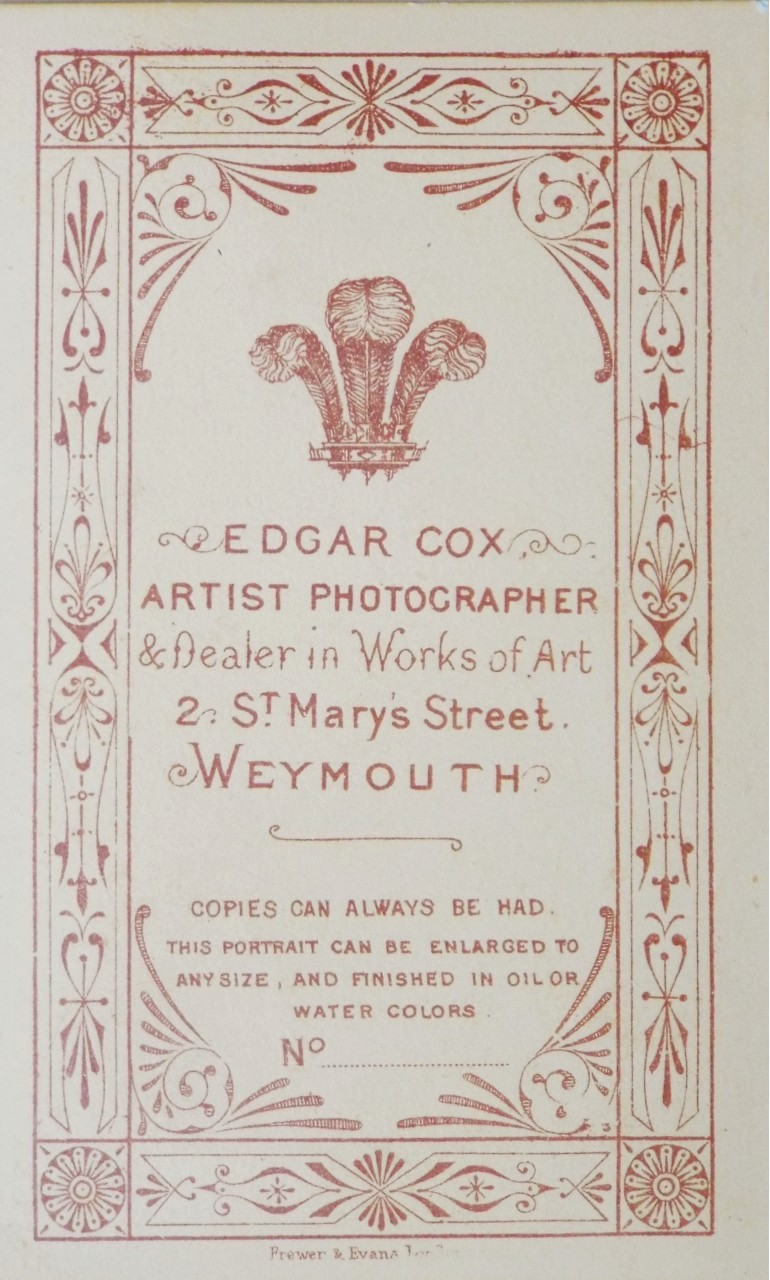 EDGAR COX
ARTIST PHOTOGRAPHER
& Dealer in Works of Art
2. ST Mary's Street.
WEYMOUTH
COPIES CAN ALWAYS BE HAD.
THIS PORTRAIT CAN BE ENLARGED TO
ANY SIZE, AND FINISHED IN OIL OR
WATER COLORS.
No
& Evans